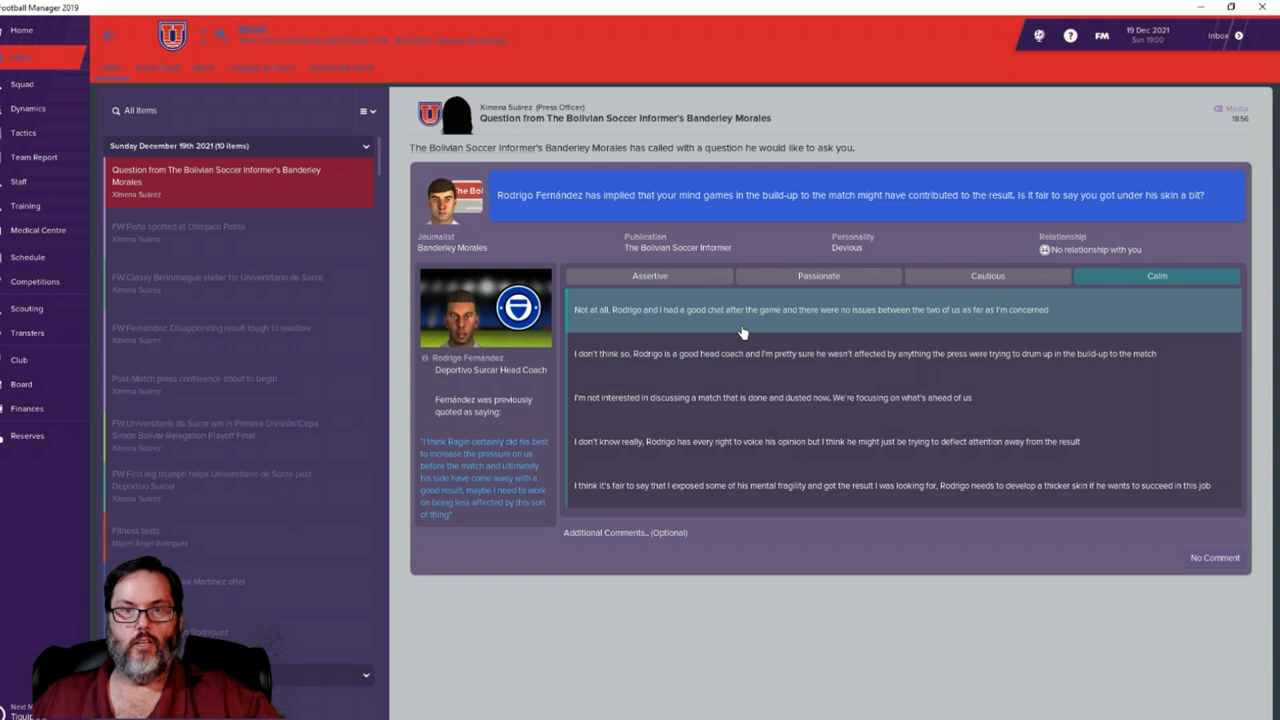 Football Manager 2019
Home
19 Dec 2021
Sun 19:00
FM
Inbox
Squad
Dynamics
Tactics
Team Report
Staff
Training
Medical Centre
Schedule
Competitions
Scouting
Transfers
Club
Board
Finances
Reserves
All Items
Sunday December 19th 2021 (10 items)
Question from The Bolivian Soccer Informer's Banderley
Morales
Ximena Suárez
FW:Peña spotted at Olímpico Patria
Ximena Suárez
FW:Classy Berindoague stellar for Universitario de Sucre
Ximena Suárez
FW:Fernández: Disappointing result tough to swallow
Ximena Suárez
Post-Match press conference about to begin
Ximena Suárez
FW:Universitario de Sucre win in Primera División/Copa
Simón Bolívar Relegation Playoff Final
Ximena Suárez
FW:First leg triumph helps Universitario de Sucre past
Deportivo Surcar
Ximena Suárez
Fitness tests
Miguel Ángel Rodríguez
Martínez offer
Rodríguez
Next M
Ximena Suárez (Press Officer)
Question from The Bolivian Soccer Informer's Banderley Morales
Media
18:56
The Bolivian Soccer Informer's Banderley Morales has called with a question he would like to ask you.
The Bol
Rodrigo Fernández has implied that your mind games in the build-up to the match might have contributed to the result. Is it fair to say you got under his skin a bit?
Journalist
Banderley Morales
Publication
The Bolivian Soccer Informer
Personality
Devious
Relationship
No relationship with you
Rodrigo Fernández
Deportivo Surcar Head Coach
Fernández was previously
quoted as saying:
"I think Ragin certainly did his best
to increase the pressure on us
before the match and ultimately
his side have come away with a
good result, maybe I need to work
on being less affected by this sort
of thing"
Assertive
Passionate
Cautious
Calm
Not at all, Rodrigo and I had a good chat after the game and there were no issues between the two of us as far as I'm concerned
I don't think so, Rodrigo is a good head coach and I'm pretty sure he wasn't affected by anything the press were trying to drum up in the build-up to the match
I'm not interested in discussing a match that is done and dusted now. We're focusing on what's ahead of us
I don't know really, Rodrigo has every right to voice his opinion but I think he might just be trying to deflect attention away from the result
I think it's fair to say that I exposed some of his mental fragility and got the result I was looking for, Rodrigo needs to develop a thicker skin if he wants to succeed in this job
Additional Comments... (Optional)
No Comment